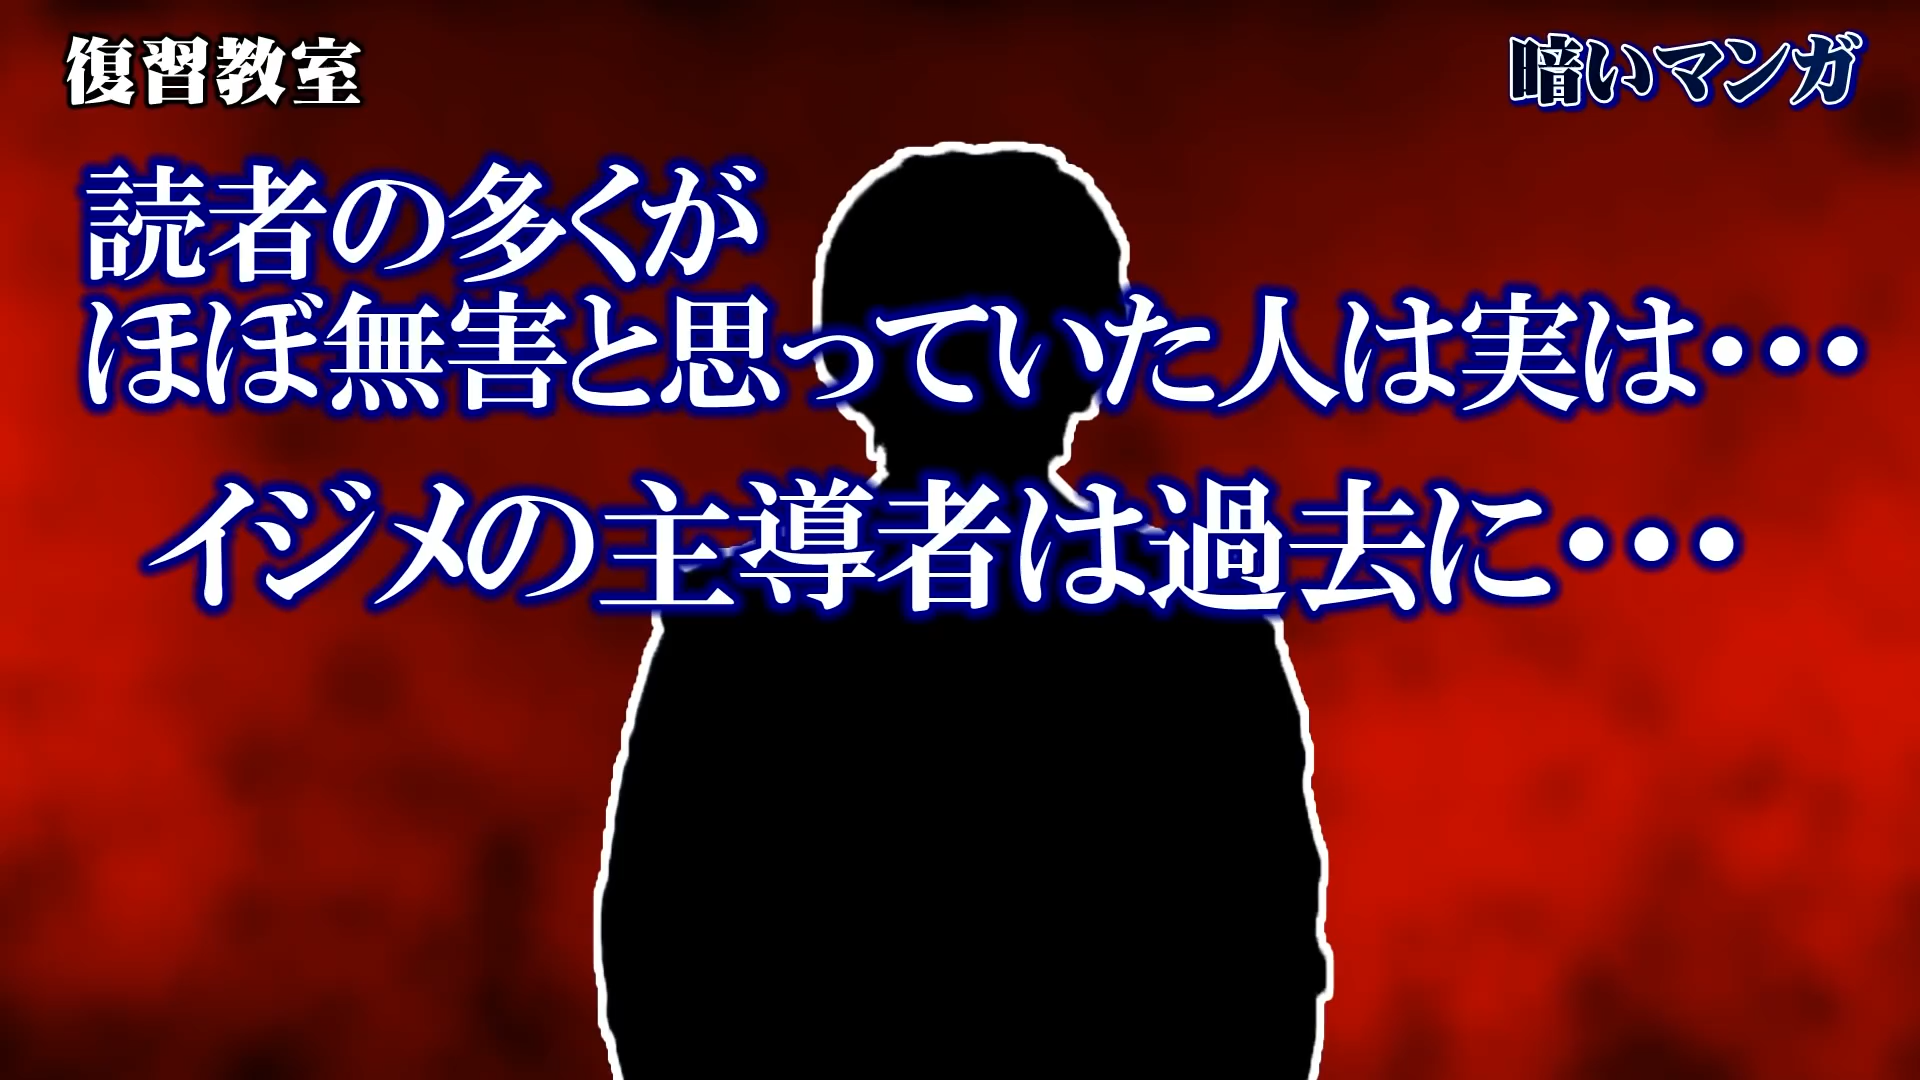 復習教室
暗いマンガ
読者の多くが
ほぼ無害と思っていた人は実は・・・
イジメの主導者は過去に・・・